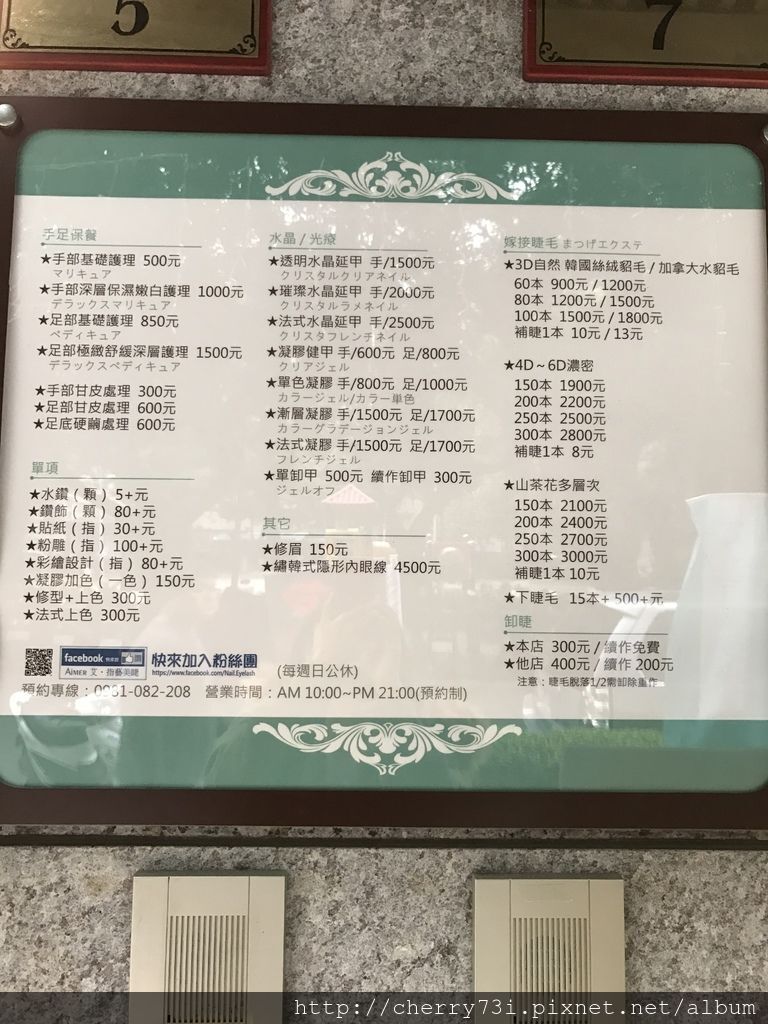 5
7
手足保養
★手部基礎護理 500元
マニキュア
★手部深層保濕嫩白護理 1000元
デラックスマニキュア
★足部基礎護理 850元
ペディキュア
★足部極緻舒緩深層護理 1500元
デラックスペディキュア
★手部甘皮處理 300元
★足部甘皮處理 600元
★足底硬繭處理 600元
單項
★水鑽 ( 顆 ) 5+元
★鑽飾 ( 顆 ) 80+元
★貼紙 ( 指 ) 30+元
★粉雕 ( 指 ) 100+元
★彩繪設計 ( 指 ) 80+元
★凝膠加色 ( 一色 ) 150元
★修型+上色 300元
★法式上色 300元
水晶 / 光療
★透明水晶延甲 手/1500元
クリスタルクリアネイル
★璀璨水晶延甲 手/2000元
クリスタルラメネイル
★法式水晶延甲 手/2500元
クリスタフレンチネイル
★凝膠健甲 手/600元 足/800元
クリアジェル
★單色凝膠 手/800元 足/1000元
カラージェル/カラー単色
★漸層凝膠 手/1500元 足/1700元
カラーグラデージョンジェル
★法式凝膠 手/1500元 足/1700元
フレンチジェル
★單卸甲 500元 續作卸甲 300元
ジェルオフ
其它
★修眉 150元
★繡韓式隱形內眼線 4500元
嫁接睫毛 まつげエクステ
★3D自然 韓國絲絨貂毛 / 加拿大水貂毛
60本 900元 / 1200元
80本 1200元 / 1500元
100本 1500元 / 1800元
補睫1本 10元 / 13元
★4D～6D濃密
150本 1900元
200本 2200元
250本 2500元
300本 2800元
補睫1本 8元
★山茶花多層次
150本 2100元
200本 2400元
250本 2700元
300本 3000元
補睫1本 10元
★下睫毛 15本+ 500+元
卸睫
★本店 300元 / 續作免費
★他店 400元 / 續作 200元
注意：睫毛脫落1/2需卸除重作
facebook
AIMER 艾·指藝美睫
快來加入粉絲團
https://www.facebook.com/Nail.Eyelash
(每週日公休)
預約專線：0981-082-208 營業時間：AM 10:00~PM 21:00(預約制)
http://cherry73i.pixnet.net/album